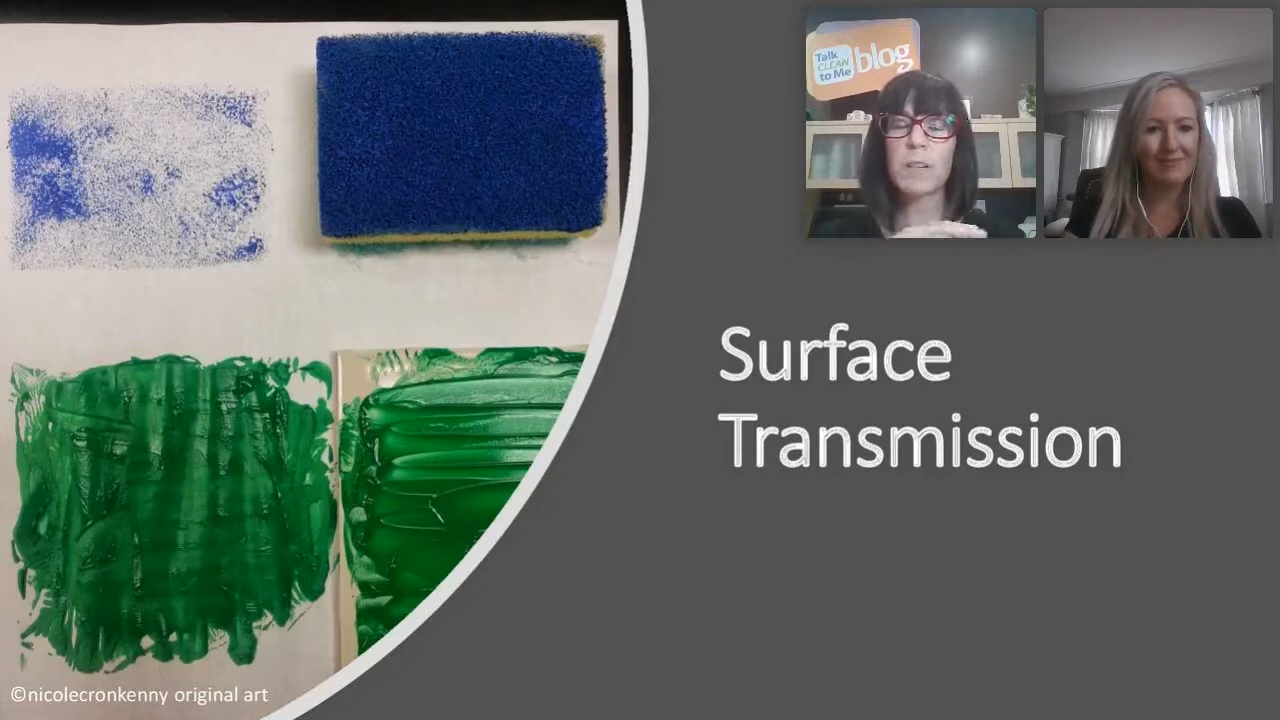 Talk
CLEAN
to Me
blog
Surface
Transmission
©nicolecronkenny original art